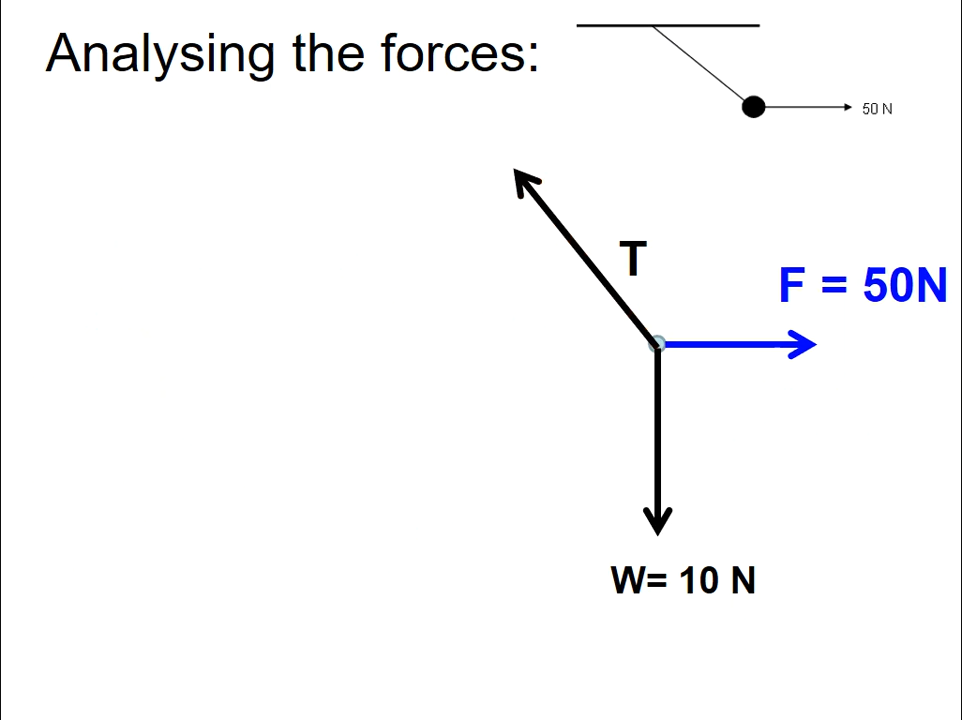 Analysing the forces:
50 N
T
F = 50N
W= 10 N